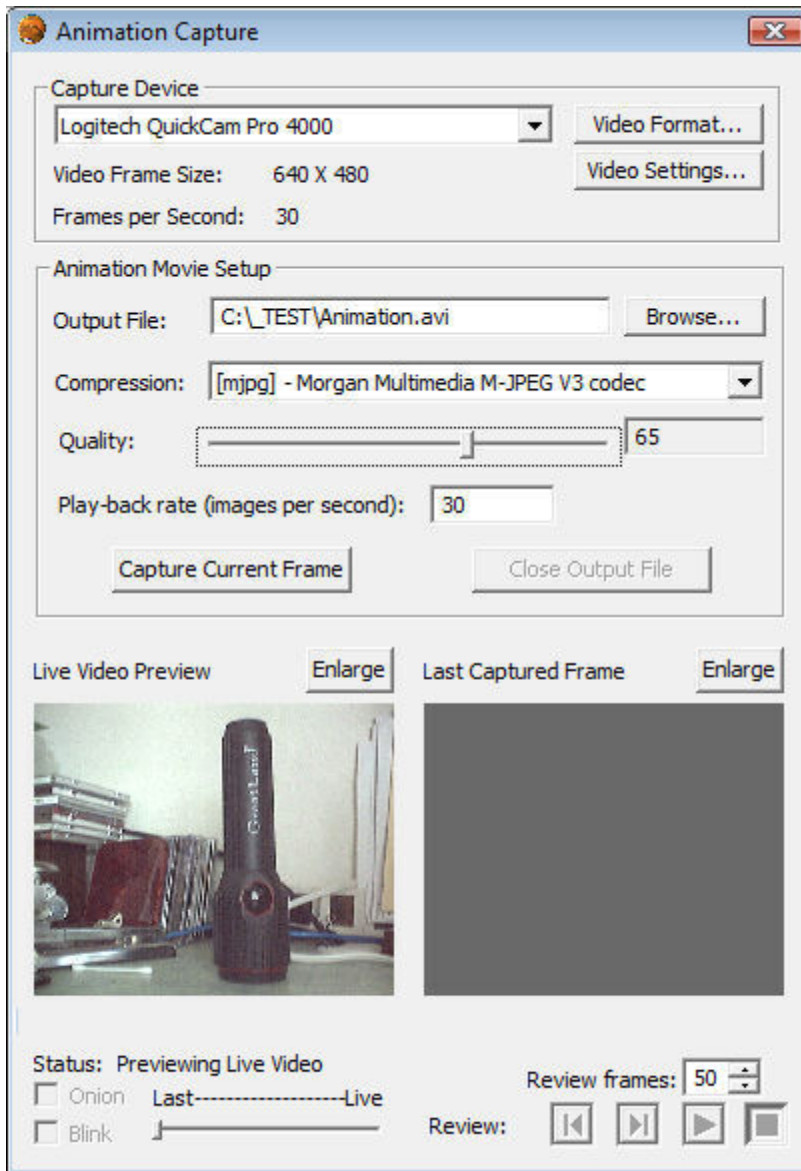 Animation Capture
Capture Device
Logitech QuickCam Pro 4000
Video Format...
Video Frame Size: 640 X 480
Video Settings...
Frames per Second: 30
Animation Movie Setup
Output File: C:\_TEST\Animation.avi
Browse...
Compression: [mjpg] - Morgan Multimedia M-JPEG V3 codec
Quality: 65
Play-back rate (images per second): 30
Capture Current Frame
Close Output File
Live Video Preview
Enlarge
Last Captured Frame
Enlarge
GreatLand
Status: Previewing Live Video
Onion
Last--------------------Live
Blink
Review frames: 50
Review: